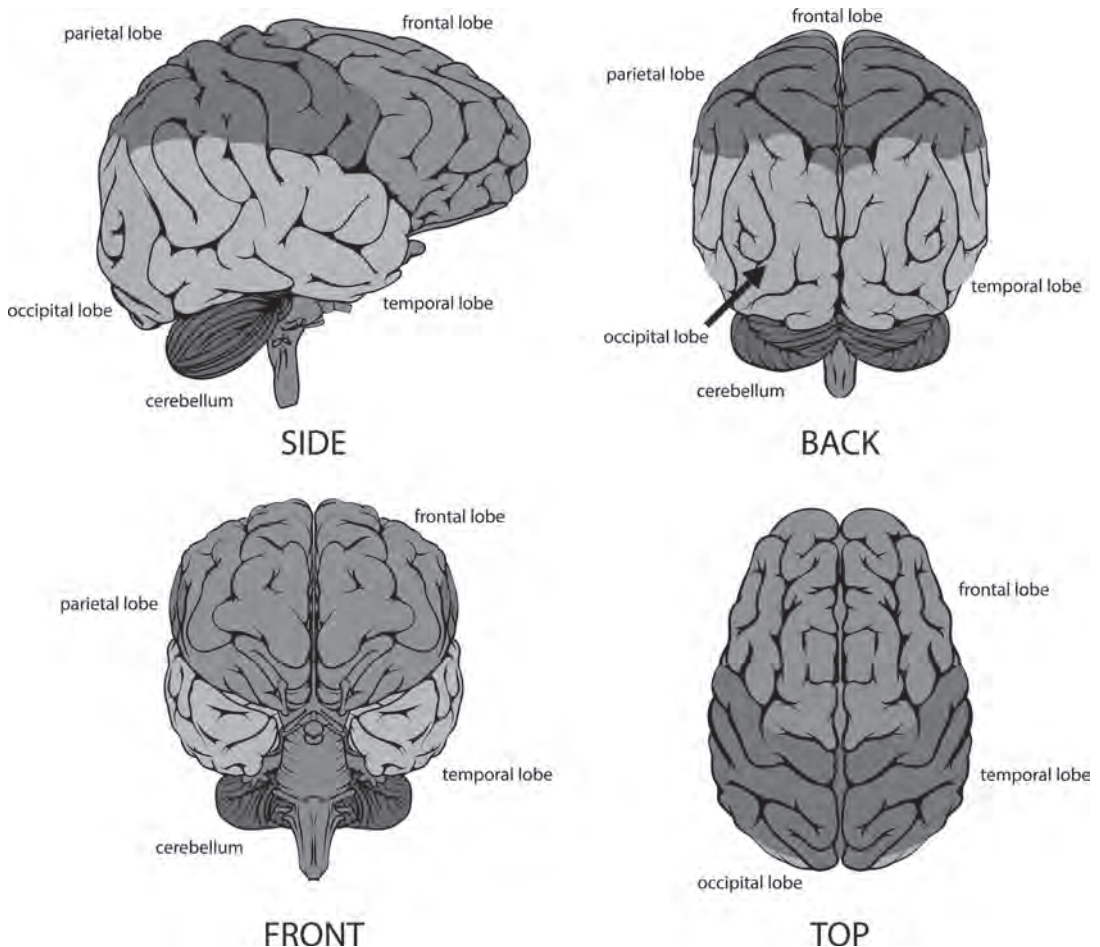 parietal lobe
frontal lobe
occipital lobe
temporal lobe
cerebellum
SIDE
frontal lobe
parietal lobe
occipital lobe
temporal lobe
cerebellum
BACK
frontal lobe
parietal lobe
temporal lobe
cerebellum
FRONT
frontal lobe
temporal lobe
occipital lobe
TOP